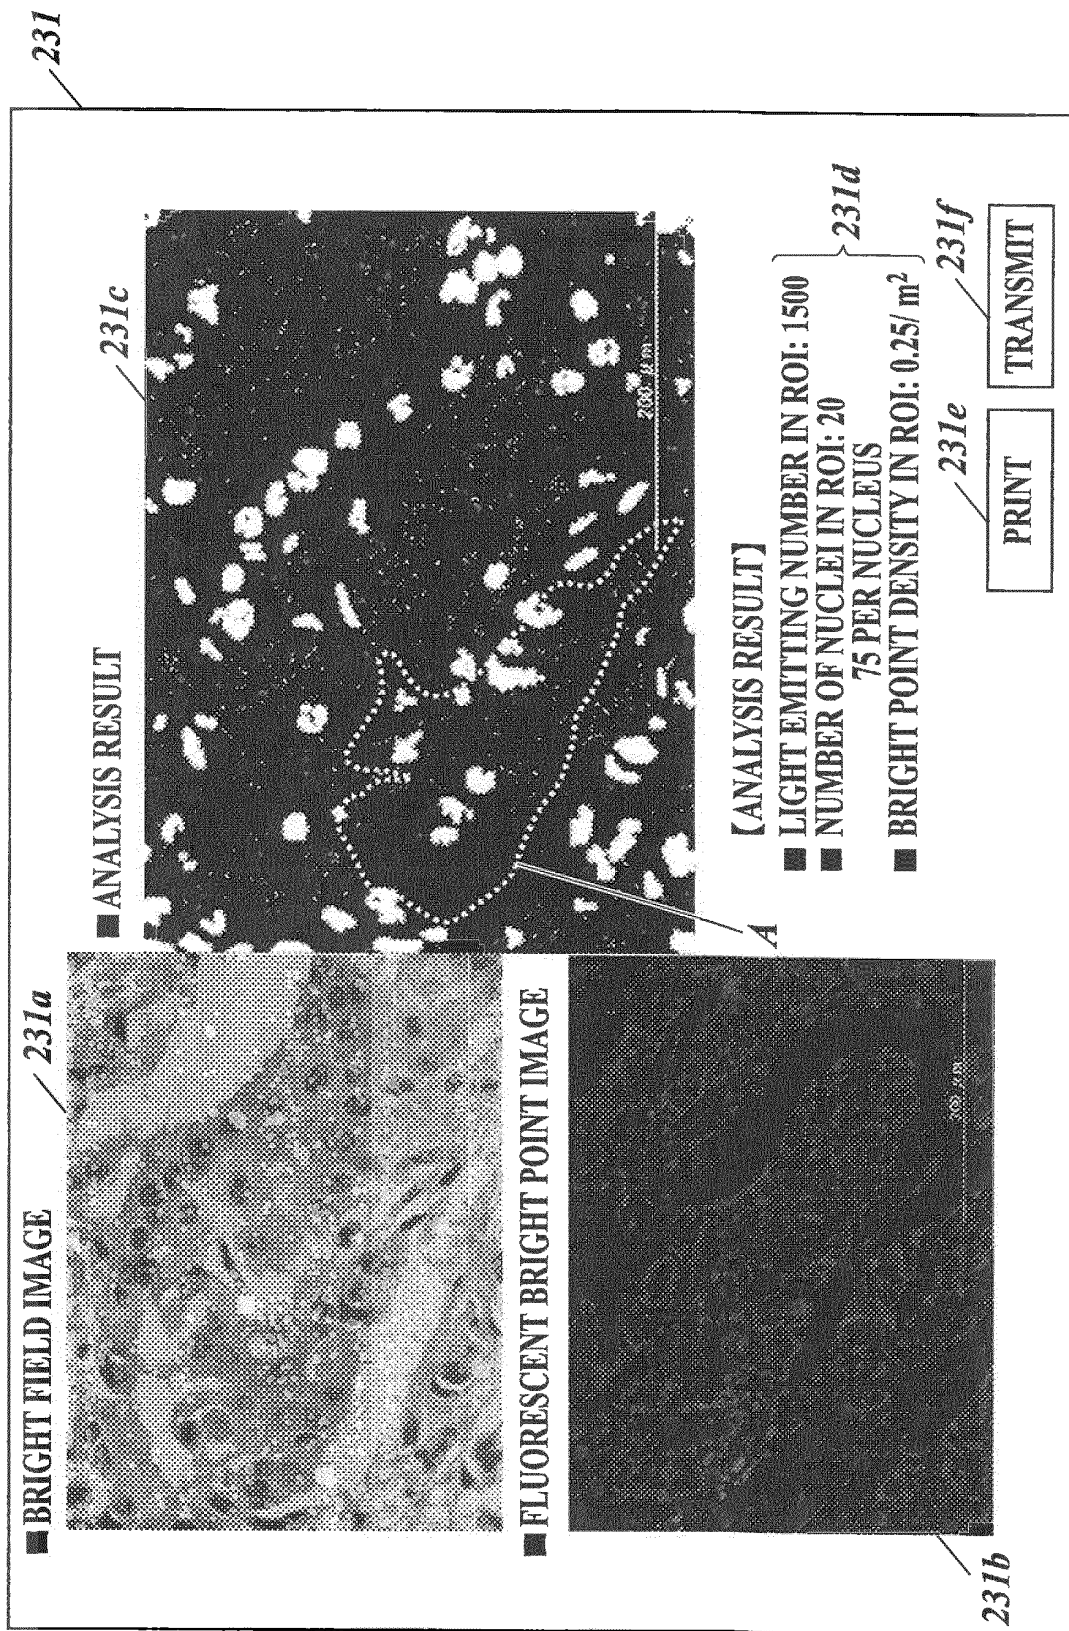 231
■BRIGHT FIELD IMAGE
231a
■ANALYSIS RESULT
231c
200 μm
A
■FLUORESCENT BRIGHT POINT IMAGE
231b
【ANALYSIS RESULT】
■ LIGHT EMITTING NUMBER IN ROI: 1500
■ NUMBER OF NUCLEI IN ROI: 20
75 PER NUCLEUS
■ BRIGHT POINT DENSITY IN ROI: 0.25/ m²
231d
231e
PRINT
231f
TRANSMIT